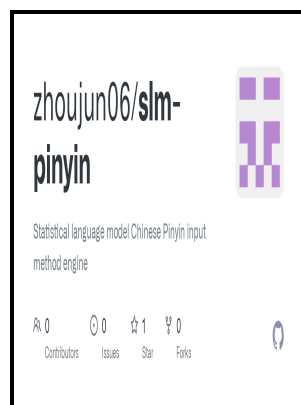 zhoujun06/slm-
pinyin
Statistical language model Chinese Pinyin input
method engine
0 0 1 0
Contributors Issues Star Forks